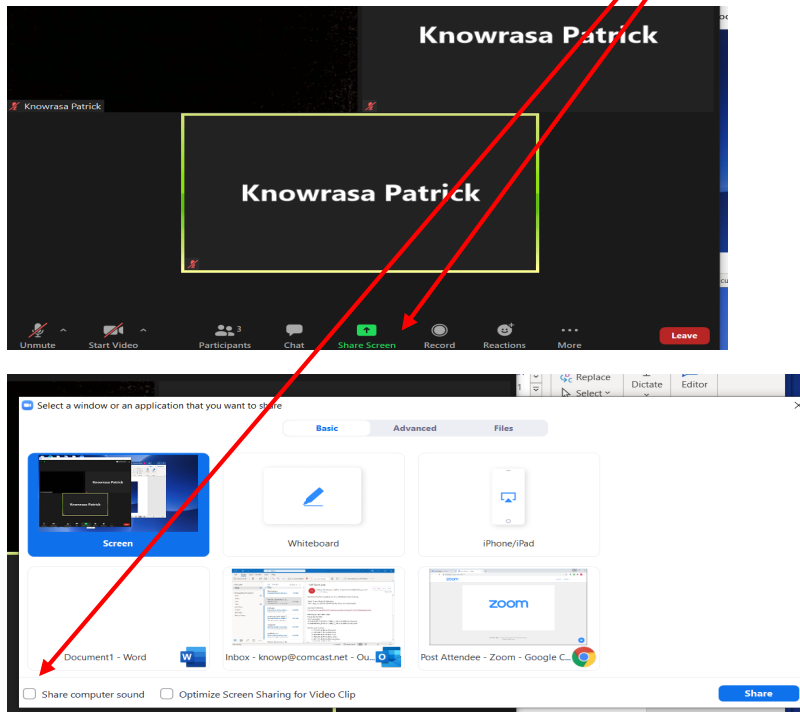 Knowrasa Patrick
Knowrasa Patrick
Knowrasa Patrick
Unmute Start Video Participants 3 Chat Share Screen Record Reactions More Leave
Replace Dictate Editor
Select
Select a window or an application that you want to share
Basic Advanced Files
Screen Whiteboard iPhone/iPad
zoom
Document1 - Word Inbox - knowp@comcast.net - Ou... Post Attendee - Zoom - Google C...
Share computer sound Optimize Screen Sharing for Video Clip Share